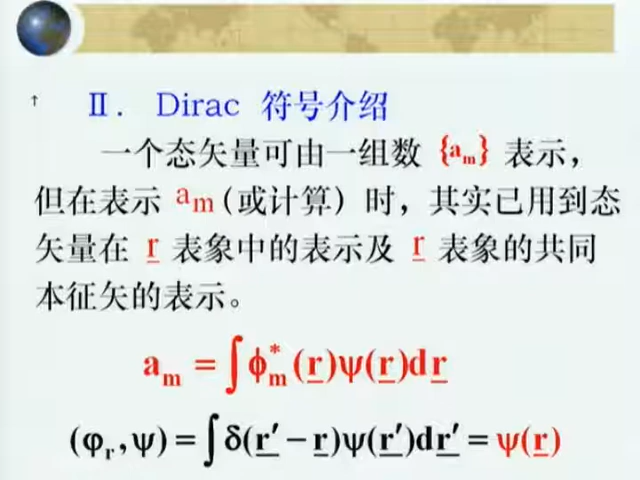 ↑ Ⅱ. Dirac 符号介绍
一个态矢量可由一组数 {aₘ} 表示，
但在表示 aₘ(或计算) 时，其实已用到态
矢量在 r̲ 表象中的表示及 r̲ 表象的共同
本征矢的表示。
aₘ = ∫ϕ*ₘ(r̲)ψ(r̲)dr̲
(φᵣ,ψ) = ∫δ(r̲′ − r̲)ψ(r̲′)dr̲′ = ψ(r̲)